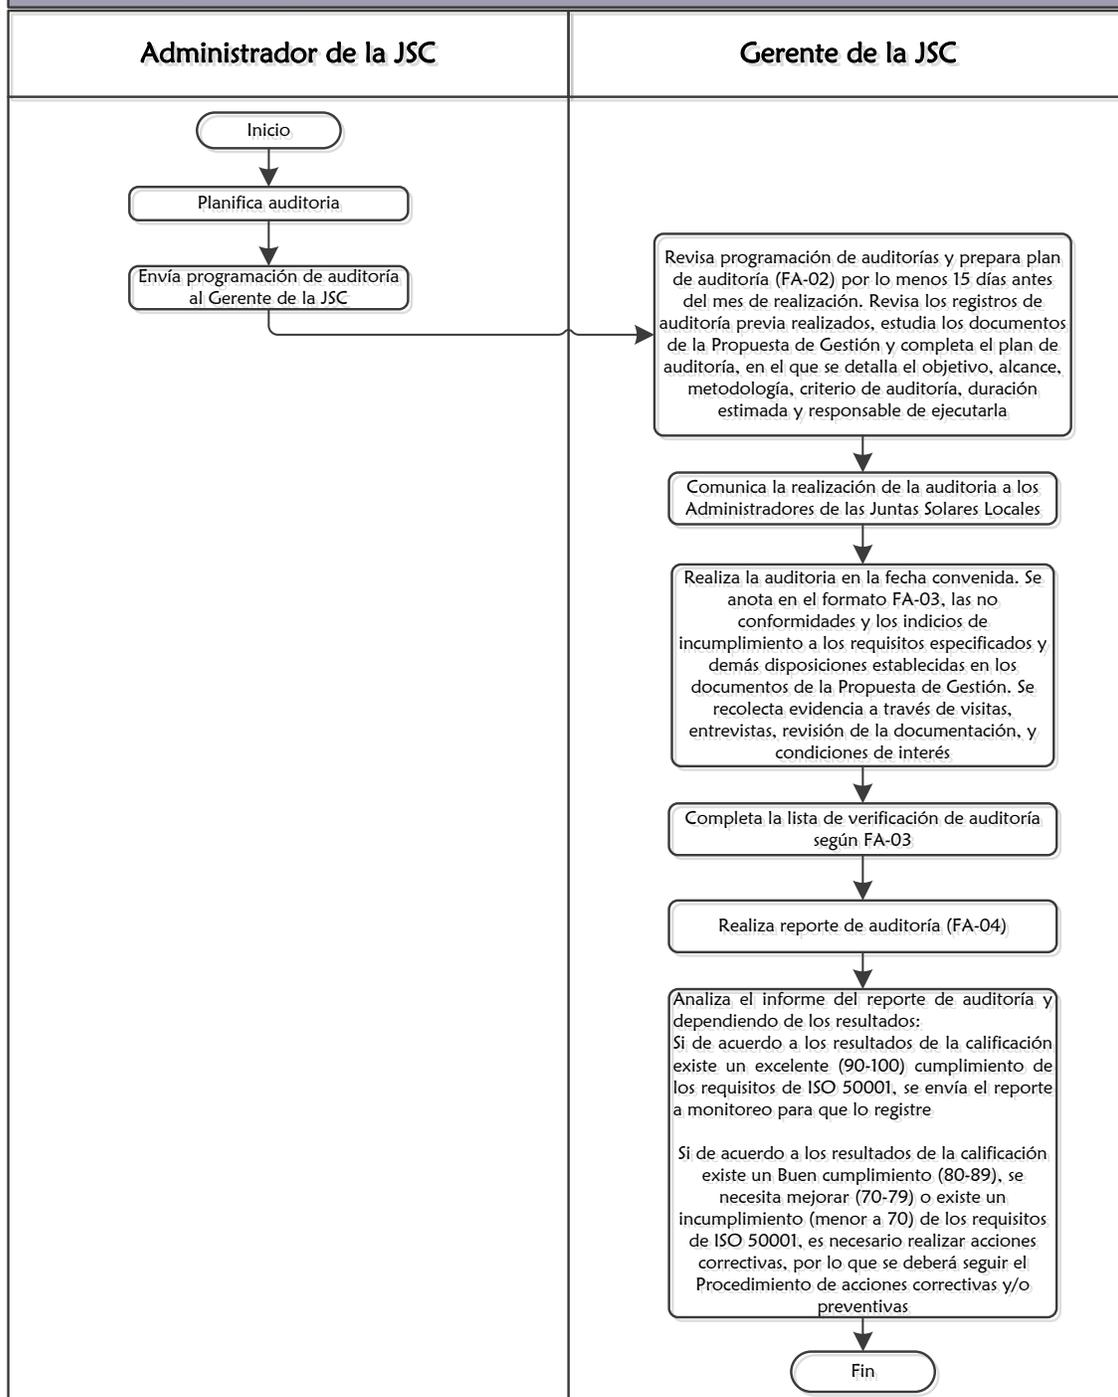 Administrador de la JSC
Gerente de la JSC
Inicio
Planifica auditoria
Envía programación de auditoría
al Gerente de la JSC
Revisa programación de auditorías y prepara plan
de auditoría (FA-02) por lo menos 15 días antes
del mes de realización. Revisa los registros de
auditoría previa realizados, estudia los documentos
de la Propuesta de Gestión y completa el plan de
auditoría, en el que se detalla el objetivo, alcance,
metodología, criterio de auditoría, duración
estimada y responsable de ejecutarla
Comunica la realización de la auditoria a los
Administradores de las Juntas Solares Locales
Realiza la auditoria en la fecha convenida. Se
anota en el formato FA-03, las no
conformidades y los indicios de
incumplimiento a los requisitos especificados y
demás disposiciones establecidas en los
documentos de la Propuesta de Gestión. Se
recolecta evidencia a través de visitas,
entrevistas, revisión de la documentación, y
condiciones de interés
Completa la lista de verificación de auditoría
según FA-03
Realiza reporte de auditoría (FA-04)
Analiza el informe del reporte de auditoría y
dependiendo de los resultados:
Si de acuerdo a los resultados de la calificación
existe un excelente (90-100) cumplimiento de
los requisitos de ISO 50001, se envía el reporte
a monitoreo para que lo registre
Si de acuerdo a los resultados de la calificación
existe un Buen cumplimiento (80-89), se
necesita mejorar (70-79) o existe un
incumplimiento (menor a 70) de los requisitos
de ISO 50001, es necesario realizar acciones
correctivas, por lo que se deberá seguir el
Procedimiento de acciones correctivas y/o
preventivas
Fin